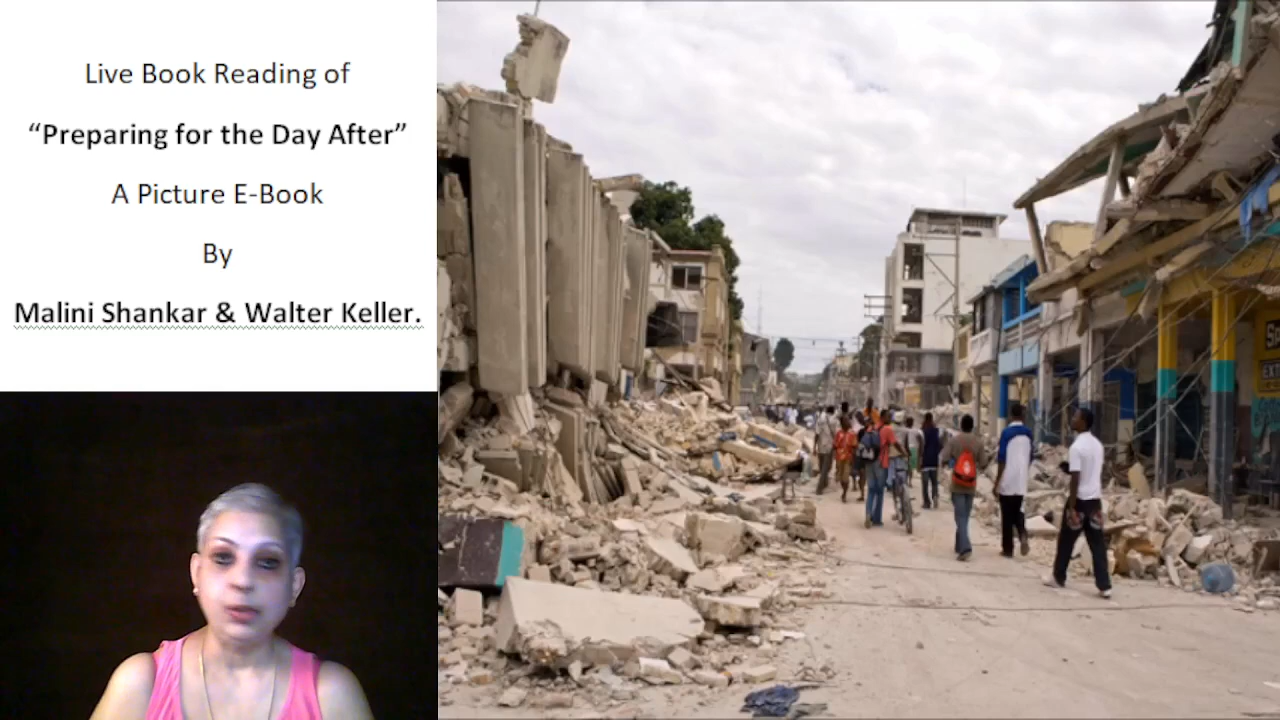 Live Book Reading of
“Preparing for the Day After”
A Picture E-Book
By
Malini Shankar & Walter Keller.